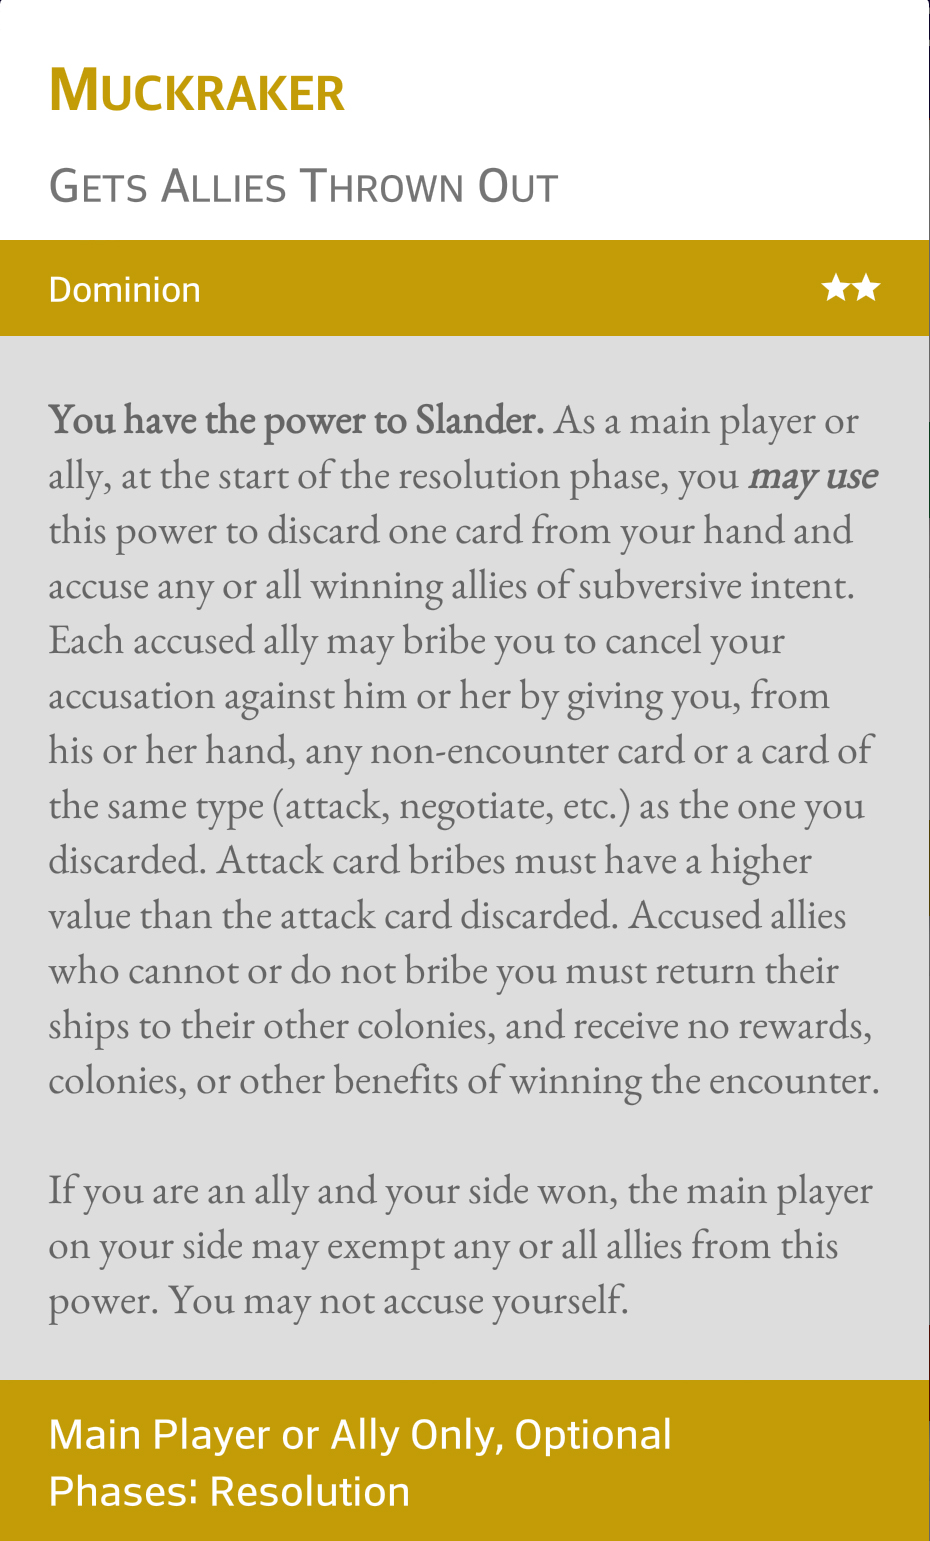 Muckraker
Gets Allies Thrown Out
Dominion ★★
You have the power to Slander. As a main player or
ally, at the start of the resolution phase, you may use
this power to discard one card from your hand and
accuse any or all winning allies of subversive intent.
Each accused ally may bribe you to cancel your
accusation against him or her by giving you, from
his or her hand, any non-encounter card or a card of
the same type (attack, negotiate, etc.) as the one you
discarded. Attack card bribes must have a higher
value than the attack card discarded. Accused allies
who cannot or do not bribe you must return their
ships to their other colonies, and receive no rewards,
colonies, or other benefits of winning the encounter.
If you are an ally and your side won, the main player
on your side may exempt any or all allies from this
power. You may not accuse yourself.
Main Player or Ally Only, Optional
Phases: Resolution